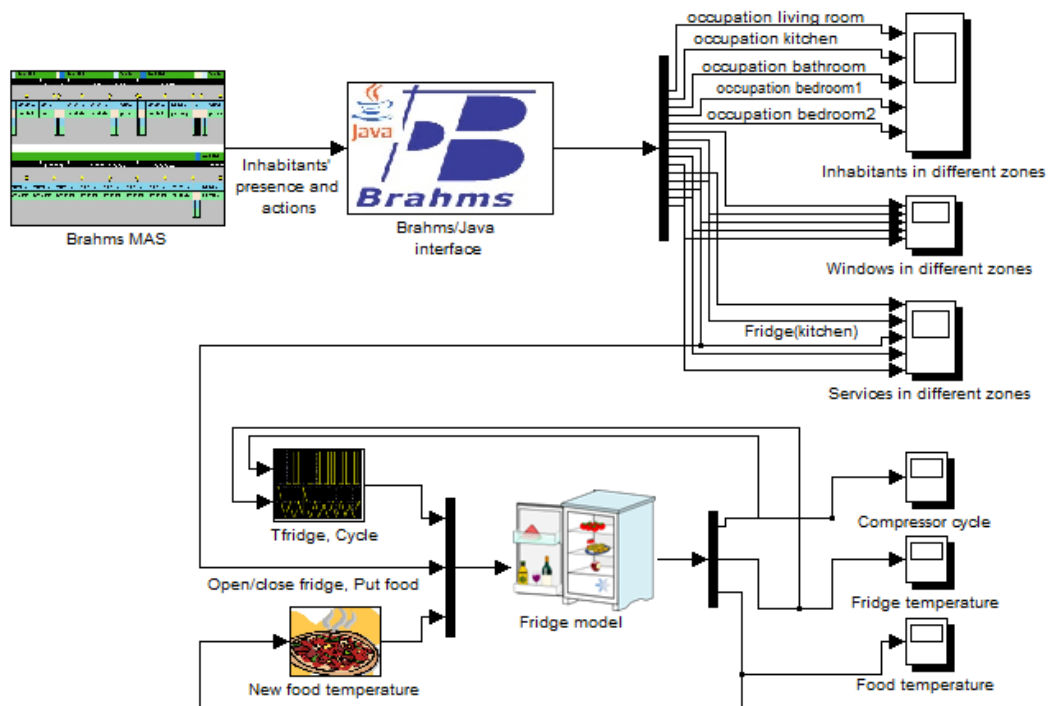 occupation living room
occupation kitchen
occupation bathroom
occupation bedroom1
occupation bedroom2
Inhabitants in different zones
Java
Brahms
Inhabitants'
presence and
actions
Brahms MAS
Brahms/Java
interface
Windows in different zones
Fridge(kitchen)
Services in different zones
Tfridge, Cycle
Compressor cycle
Open/close fridge, Put food
Fridge model
Fridge temperature
New food temperature
Food temperature